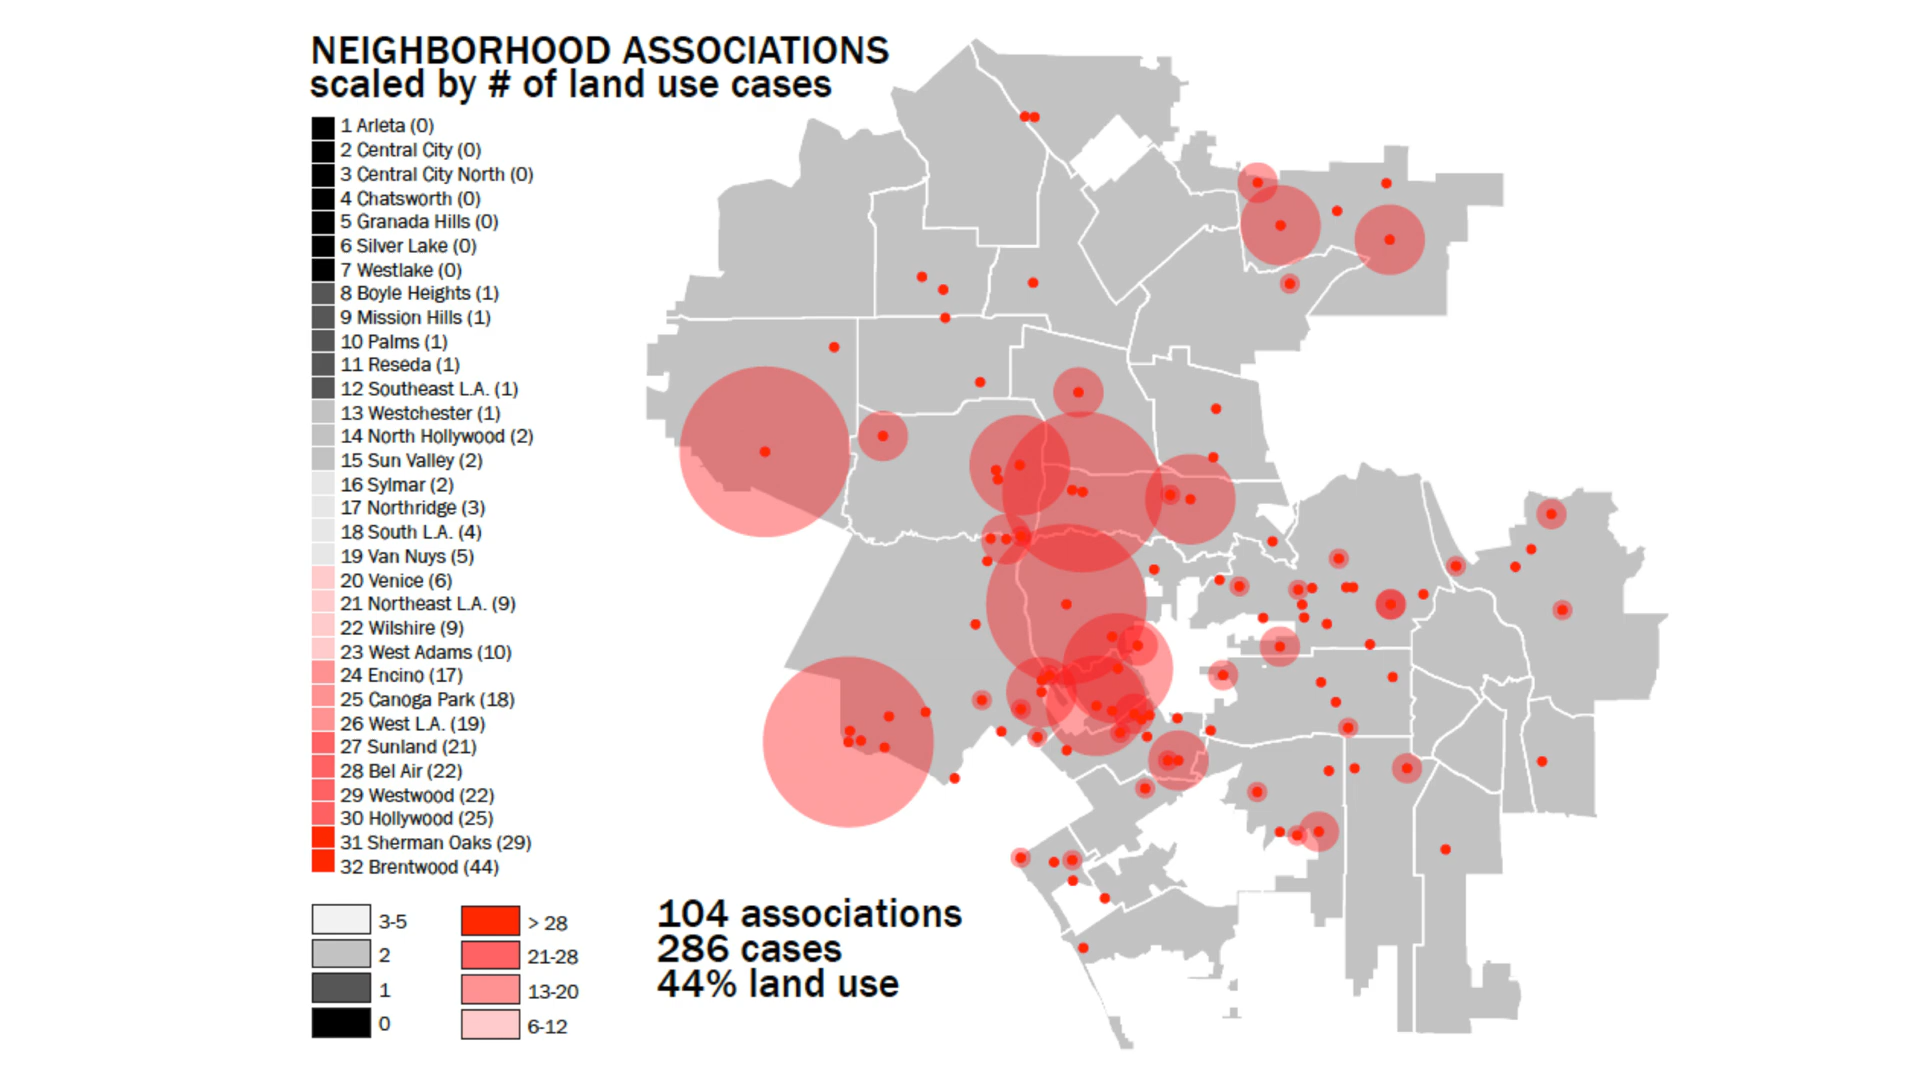 NEIGHBORHOOD ASSOCIATIONS
scaled by # of land use cases
1 Arleta (0)
2 Central City (0)
3 Central City North (0)
4 Chatsworth (0)
5 Granada Hills (0)
6 Silver Lake (0)
7 Westlake (0)
8 Boyle Heights (1)
9 Mission Hills (1)
10 Palms (1)
11 Reseda (1)
12 Southeast L.A. (1)
13 Westchester (1)
14 North Hollywood (2)
15 Sun Valley (2)
16 Sylmar (2)
17 Northridge (3)
18 South L.A. (4)
19 Van Nuys (5)
20 Venice (6)
21 Northeast L.A. (9)
22 Wilshire (9)
23 West Adams (10)
24 Encino (17)
25 Canoga Park (18)
26 West L.A. (19)
27 Sunland (21)
28 Bel Air (22)
29 Westwood (22)
30 Hollywood (25)
31 Sherman Oaks (29)
32 Brentwood (44)
3-5
2
1
0
> 28
21-28
13-20
6-12
104 associations
286 cases
44% land use